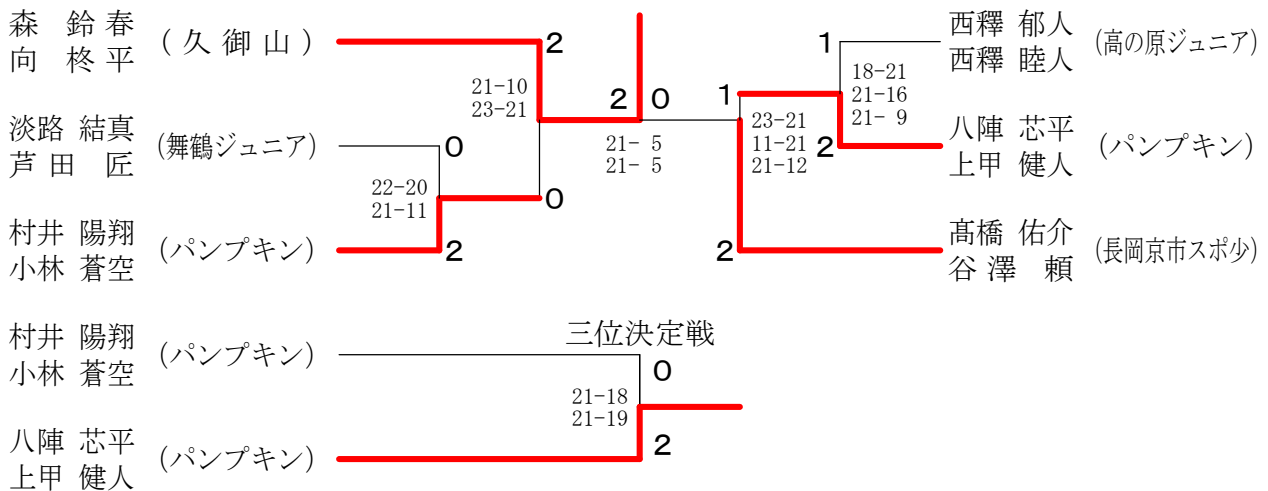 森 鈴春
向 柊平
(久御山)
2
21-10
23-21
淡路 結真
芦田 匠
(舞鶴ジュニア)
0
22-20
21-11
0
村井 陽翔
小林 蒼空
(パンプキン)
2
2 0
21- 5
21- 5
西釋 郁人
西釋 睦人
(高の原ジュニア)
1
18-21
21-16
21- 9
1
23-21
11-21
21-12
八陣 芯平
上甲 健人
(パンプキン)
2
髙橋 佑介
谷澤 頼
(長岡京市スポ少)
2
三位決定戦
村井 陽翔
小林 蒼空
(パンプキン)
0
21-18
21-19
八陣 芯平
上甲 健人
(パンプキン)
2